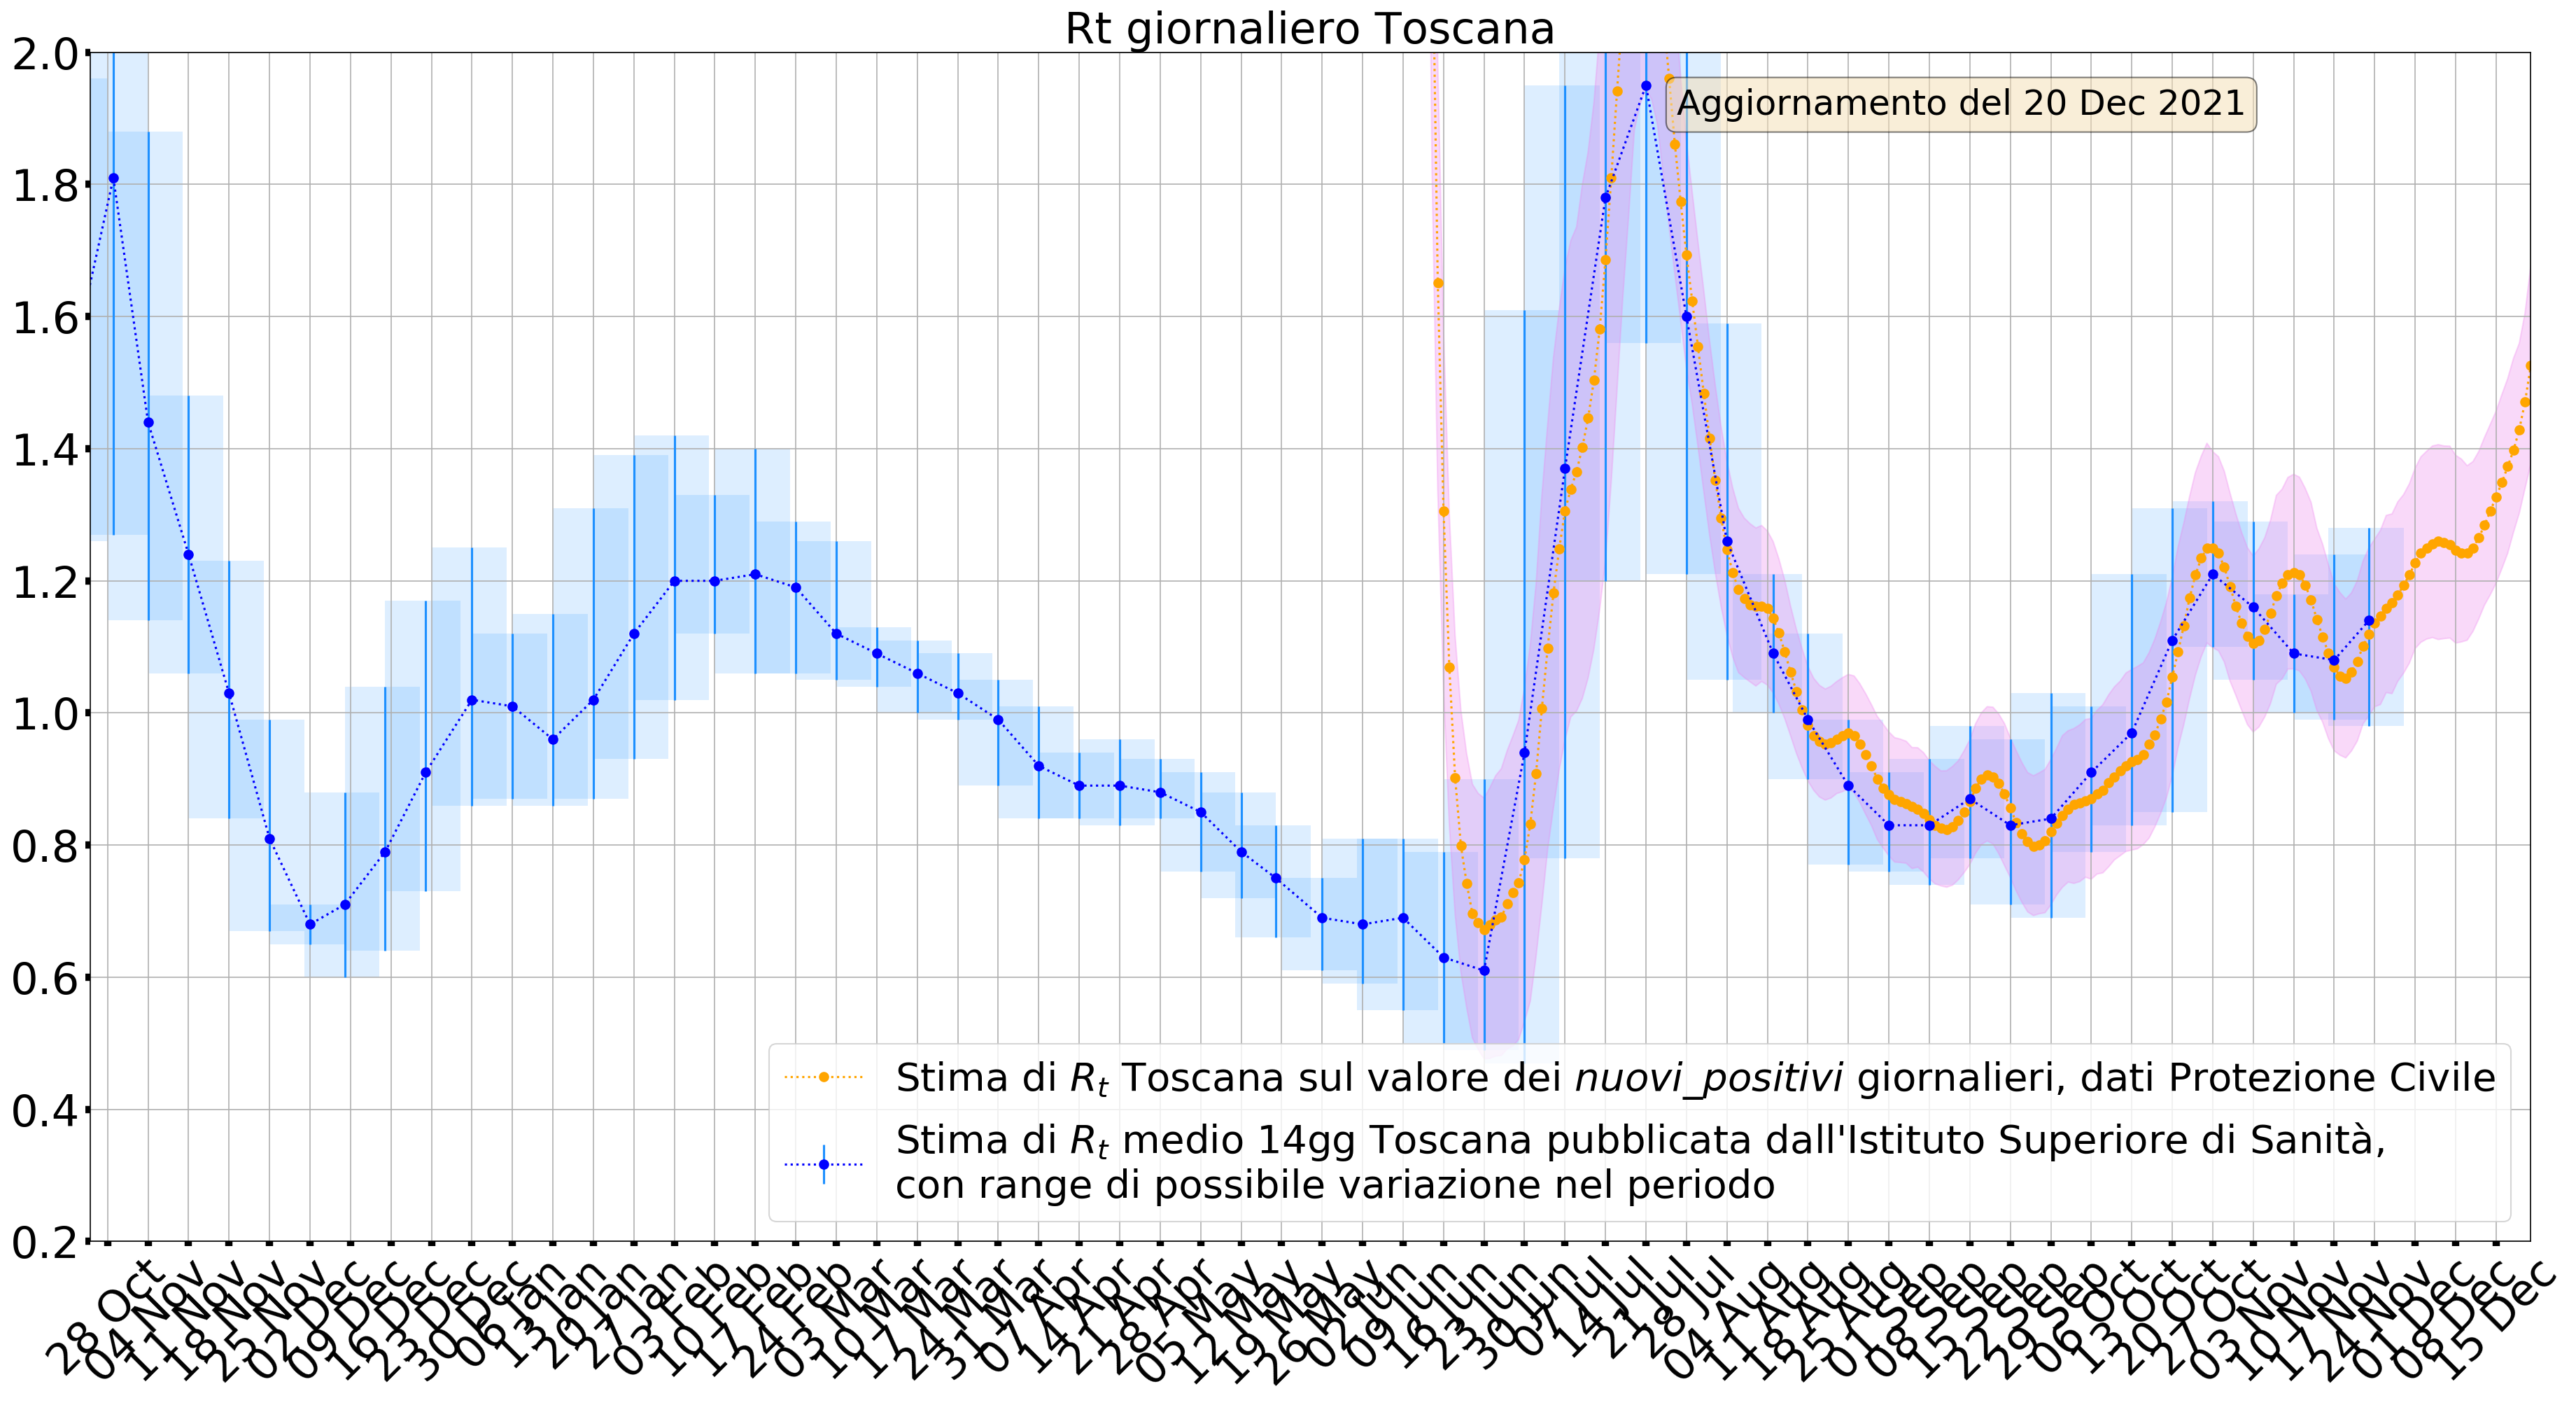 Rt giornaliero Toscana
Aggiornamento del 20 Dec 2021
2.0
1.8
1.6
1.4
1.2
1.0
0.8
0.6
0.4
0.2
Stima di Rt Toscana sul valore dei nuovi_positivi giornalieri, dati Protezione Civile
Stima di Rt medio 14gg Toscana pubblicata dall'Istituto Superiore di Sanità,
con range di possibile variazione nel periodo
28 Oct
04 Nov
11 Nov
18 Nov
25 Nov
02 Dec
09 Dec
16 Dec
23 Dec
30 Dec
06 Jan
13 Jan
20 Jan
27 Jan
03 Feb
10 Feb
17 Feb
24 Feb
03 Mar
10 Mar
17 Mar
24 Mar
31 Mar
07 Apr
14 Apr
21 Apr
28 Apr
05 May
12 May
19 May
26 May
02 Jun
09 Jun
16 Jun
23 Jun
30 Jun
07 Jul
14 Jul
21 Jul
28 Jul
04 Aug
11 Aug
18 Aug
25 Aug
01 Sep
08 Sep
15 Sep
22 Sep
29 Sep
06 Oct
13 Oct
20 Oct
27 Oct
03 Nov
10 Nov
17 Nov
24 Nov
01 Dec
08 Dec
15 Dec